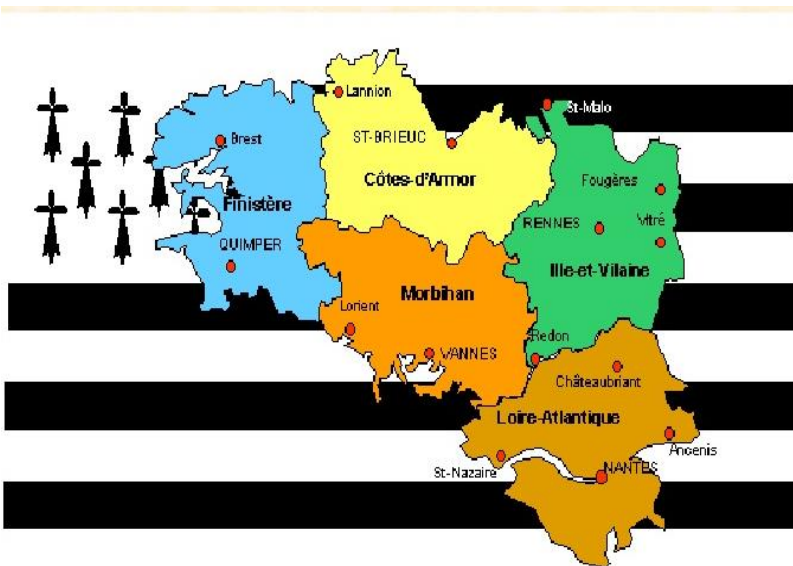 Lannion
St-Malo
Brest
ST-BRIEUC
Côtes-d'Armor
Fougères
Finistère
RENNES
Vitré
QUIMPER
Ille-et-Vilaine
Morbihan
Lorient
Redon
VANNES
Châteaubriant
Loire-Atlantique
Ancenis
St-Nazaire
NANTES